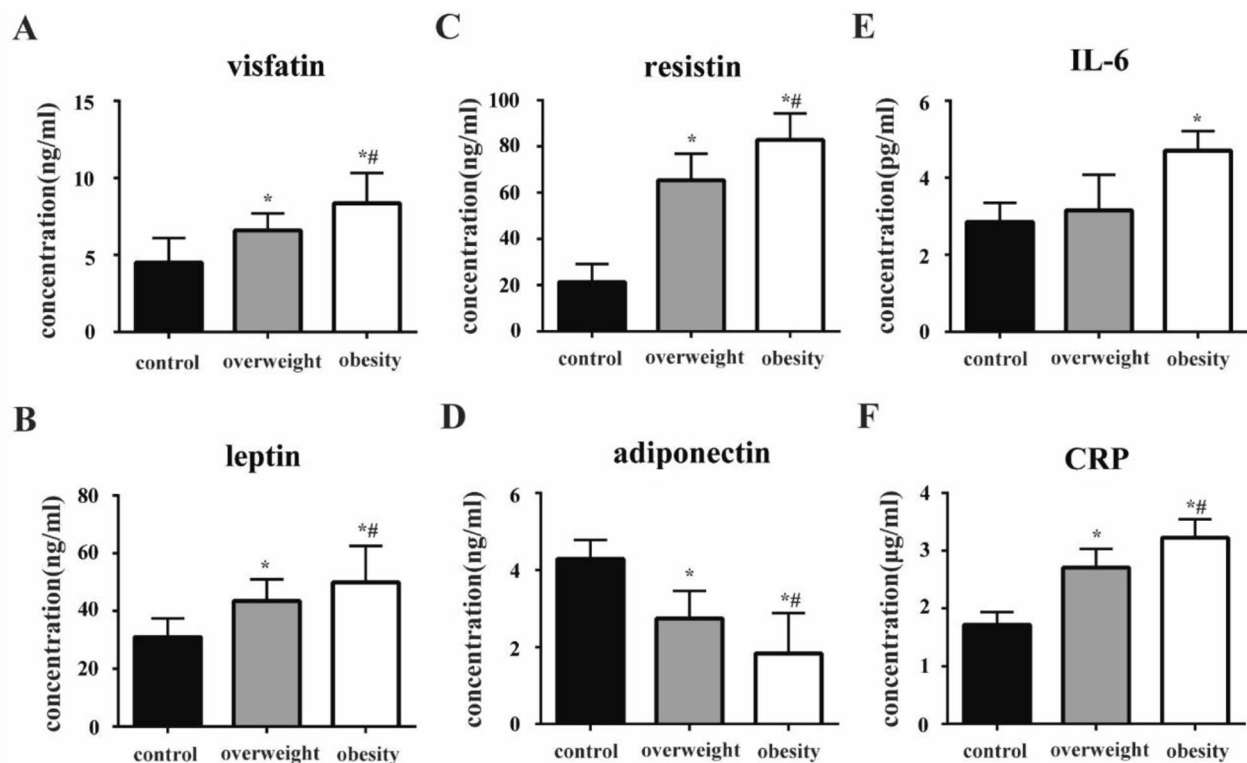 A
visfatin
concentration(ng/ml)
15
10
5
0
*
*#
control overweight obesity
B
leptin
concentration(ng/ml)
80
60
40
20
0
*
*#
control overweight obesity
C
resistin
concentration(ng/ml)
100
80
60
40
20
0
*
*#
control overweight obesity
D
adiponectin
concentration(ng/ml)
6
4
2
0
*
*#
control overweight obesity
E
IL-6
concentration(pg/ml)
6
4
2
0
*
control overweight obesity
F
CRP
concentration(μg/ml)
4
3
2
1
0
*
*#
control overweight obesity